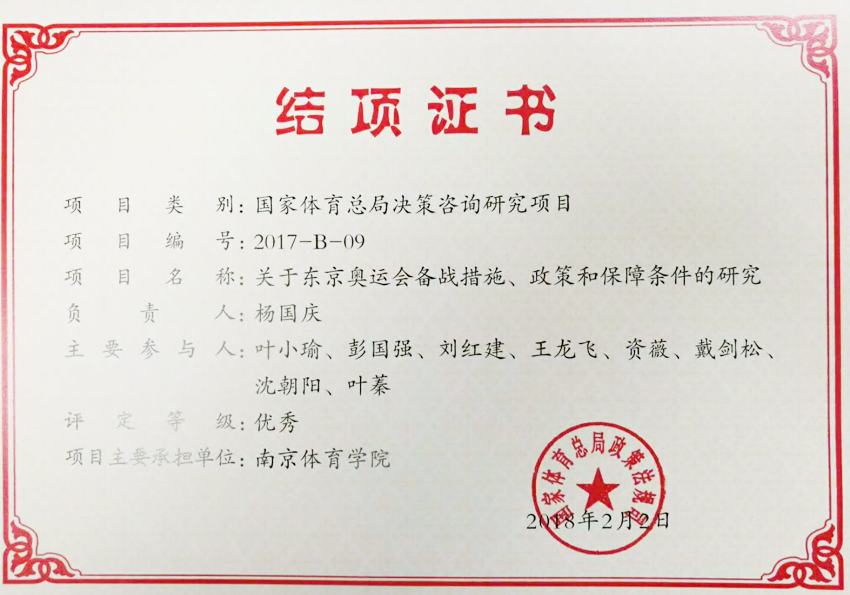 结项证书
项目类别：国家体育总局决策咨询研究项目
项目编号：2017-B-09
项目名称：关于东京奥运会备战措施、政策和保障条件的研究
负责人：杨国庆
主要参与人：叶小瑜、彭国强、刘红建、王龙飞、资薇、戴剑松、
沈朝阳、叶蓁
评定等级：优秀
项目主要承担单位：南京体育学院
国家体育总局政策法规司
2018年2月2日